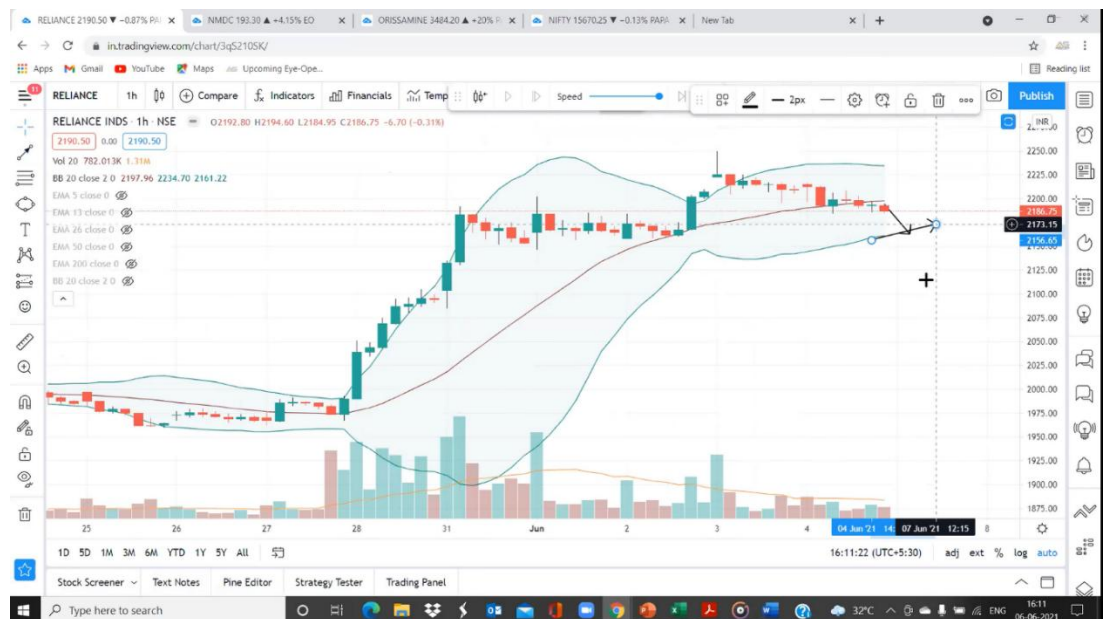 RELIANCE 2190.50 ▼ −0.87% PA
NMDC 193.30 ▲ +4.15% EO
ORISSAMINE 3484.20 ▲ +20%
NIFTY 15670.25 ▼ −0.13% PAPA
New Tab
in.tradingview.com/chart/3qS210SK/
Apps Gmail YouTube Maps Upcoming Eye-Ope... Reading list
11
RELIANCE 1h Compare Indicators Financials Temp Speed 2px Publish
RELIANCE INDS · 1h · NSE O2192.80 H2194.60 L2184.95 C2186.75 −6.70 (−0.31%)
INR
2190.50 0.00 2190.50
Vol 20 782.013K 1.31M
BB 20 close 2 0 2197.96 2234.70 2161.22
EMA 5 close 0
EMA 13 close 0
EMA 26 close 0
EMA 50 close 0
EMA 200 close 0
BB 20 close 2 0
2250.00
2225.00
2200.00
2186.75
2173.15
2156.65
2125.00
2100.00
2075.00
2050.00
2025.00
2000.00
1975.00
1950.00
1925.00
1900.00
1875.00
25 26 27 28 31 Jun 2 3 4 04 Jun '21 14: 07 Jun '21 12:15 8
1D 5D 1M 3M 6M YTD 1Y 5Y All 16:11:22 (UTC+5:30) adj ext % log auto
Stock Screener Text Notes Pine Editor Strategy Tester Trading Panel
Type here to search 32°C ENG 16:11
06-06-2021